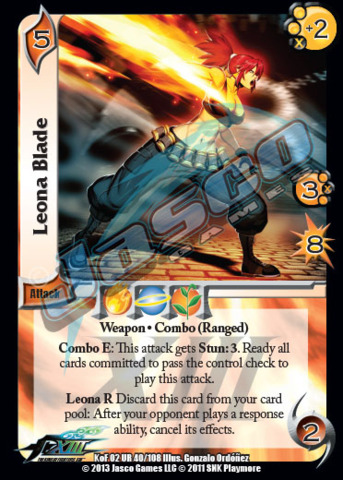 5
+2
X
Leona Blade
3
X
8
Jasco
GAMES
Attack
Weapon • Combo (Ranged)
Combo E: This attack gets Stun: 3. Ready all
cards committed to pass the control check to
play this attack.
Leona R Discard this card from your card
pool: After your opponent plays a response
ability, cancel its effects.
XIII
2
KoF.02 UR 40/108 Illus. Gonzalo Ordóñez
© 2013 Jasco Games LLC © 2011 SNK Playmore